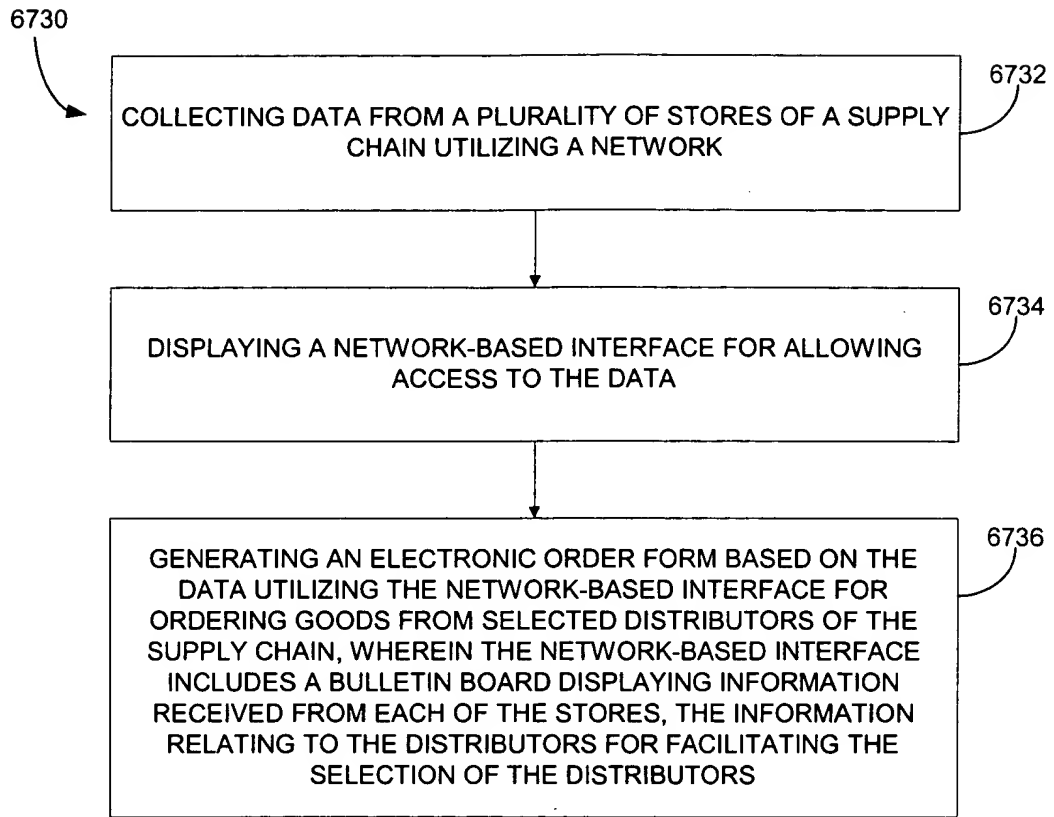 6730
6732
COLLECTING DATA FROM A PLURALITY OF STORES OF A SUPPLY
CHAIN UTILIZING A NETWORK
6734
DISPLAYING A NETWORK-BASED INTERFACE FOR ALLOWING
ACCESS TO THE DATA
6736
GENERATING AN ELECTRONIC ORDER FORM BASED ON THE
DATA UTILIZING THE NETWORK-BASED INTERFACE FOR
ORDERING GOODS FROM SELECTED DISTRIBUTORS OF THE
SUPPLY CHAIN, WHEREIN THE NETWORK-BASED INTERFACE
INCLUDES A BULLETIN BOARD DISPLAYING INFORMATION
RECEIVED FROM EACH OF THE STORES, THE INFORMATION
RELATING TO THE DISTRIBUTORS FOR FACILITATING THE
SELECTION OF THE DISTRIBUTORS